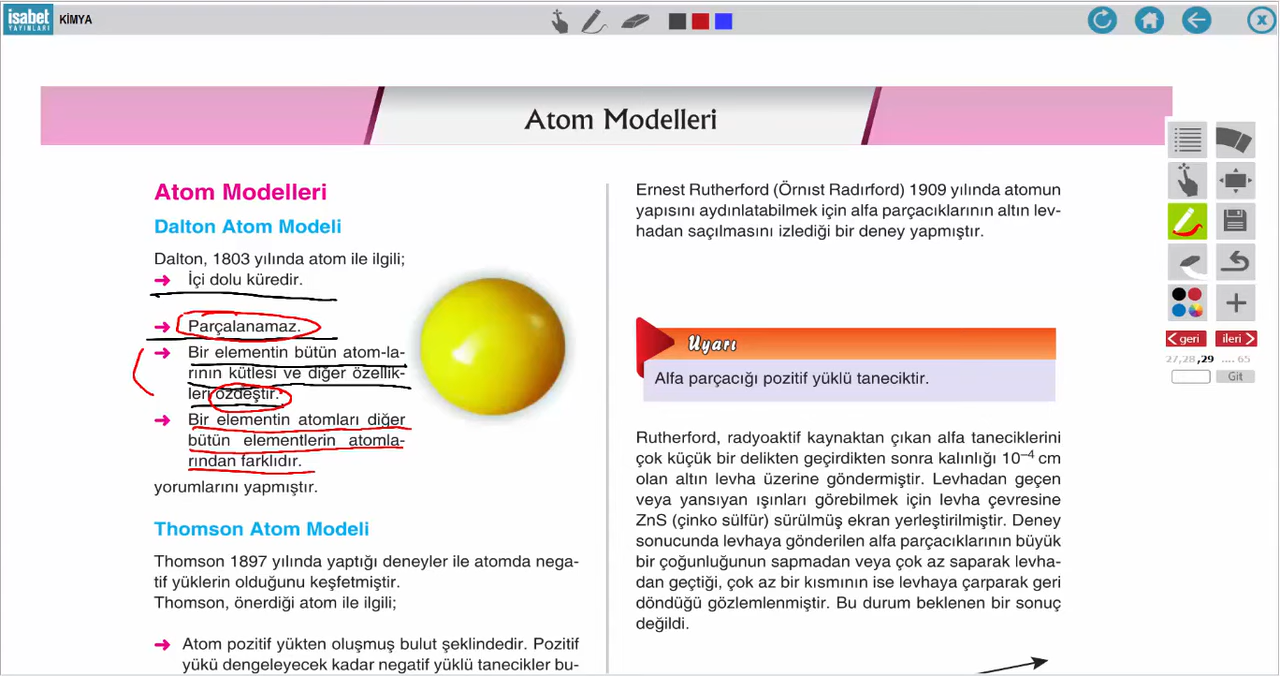 isabet
YAYINLARI
KİMYA
Atom Modelleri
Atom Modelleri
Dalton Atom Modeli
Dalton, 1803 yılında atom ile ilgili;
➜ İçi dolu küredir.
➜ Parçalanamaz.
➜ Bir elementin bütün atom-la-
rının kütlesi ve diğer özellik-
leri özdeştir.
➜ Bir elementin atomları diğer
bütün elementlerin atomla-
rından farklıdır.
yorumlarını yapmıştır.
Thomson Atom Modeli
Thomson 1897 yılında yaptığı deneyler ile atomda nega-
tif yüklerin olduğunu keşfetmiştir.
Thomson, önerdiği atom ile ilgili;
➜ Atom pozitif yükten oluşmuş bulut şeklindedir. Pozitif
yükü dengeleyecek kadar negatif yüklü tanecikler bu-
Ernest Rutherford (Örnıst Radırford) 1909 yılında atomun
yapısını aydınlatabilmek için alfa parçacıklarının altın lev-
hadan saçılmasını izlediği bir deney yapmıştır.
Uyarı
Alfa parçacığı pozitif yüklü taneciktir.
Rutherford, radyoaktif kaynaktan çıkan alfa taneciklerini
çok küçük bir delikten geçirdikten sonra kalınlığı 10⁻⁴ cm
olan altın levha üzerine göndermiştir. Levhadan geçen
veya yansıyan ışınları görebilmek için levha çevresine
ZnS (çinko sülfür) sürülmüş ekran yerleştirilmiştir. Deney
sonucunda levhaya gönderilen alfa parçacıklarının büyük
bir çoğunluğunun sapmadan veya çok az saparak levha-
dan geçtiği, çok az bir kısmının ise levhaya çarparak geri
döndüğü gözlemlenmiştir. Bu durum beklenen bir sonuç
değildi.
geri
ileri
27,28,29 .... 65
Git